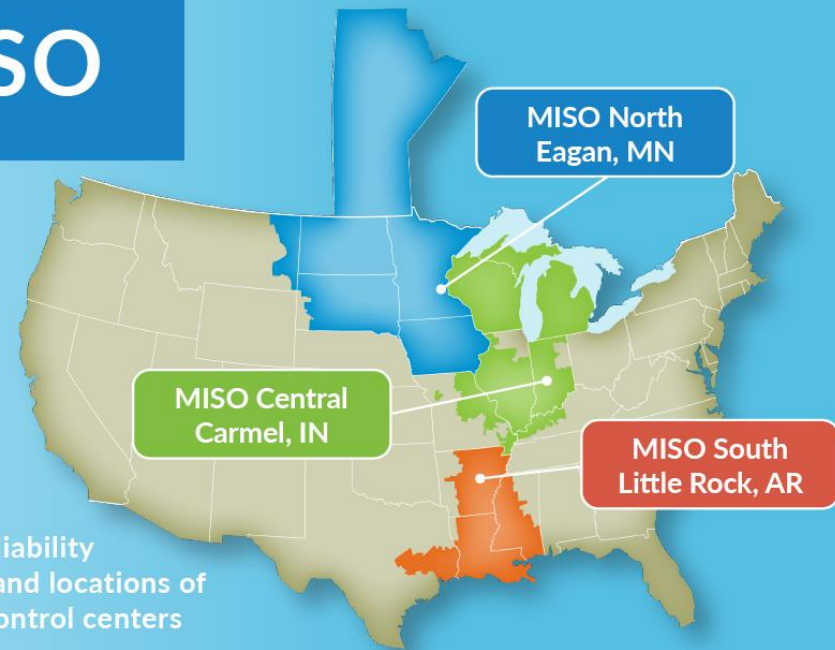 SO
MISO North
Eagan, MN
MISO Central
Carmel, IN
MISO South
Little Rock, AR
iability
and locations of
ontrol centers